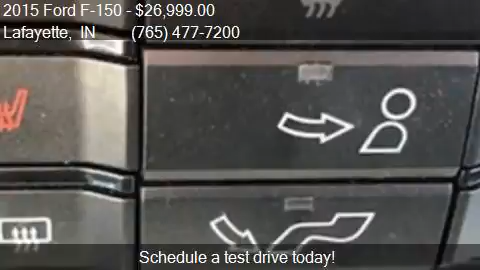 2015 Ford F-150 - $26,999.00
Lafayette,  IN        (765) 477-7200
Schedule a test drive today!